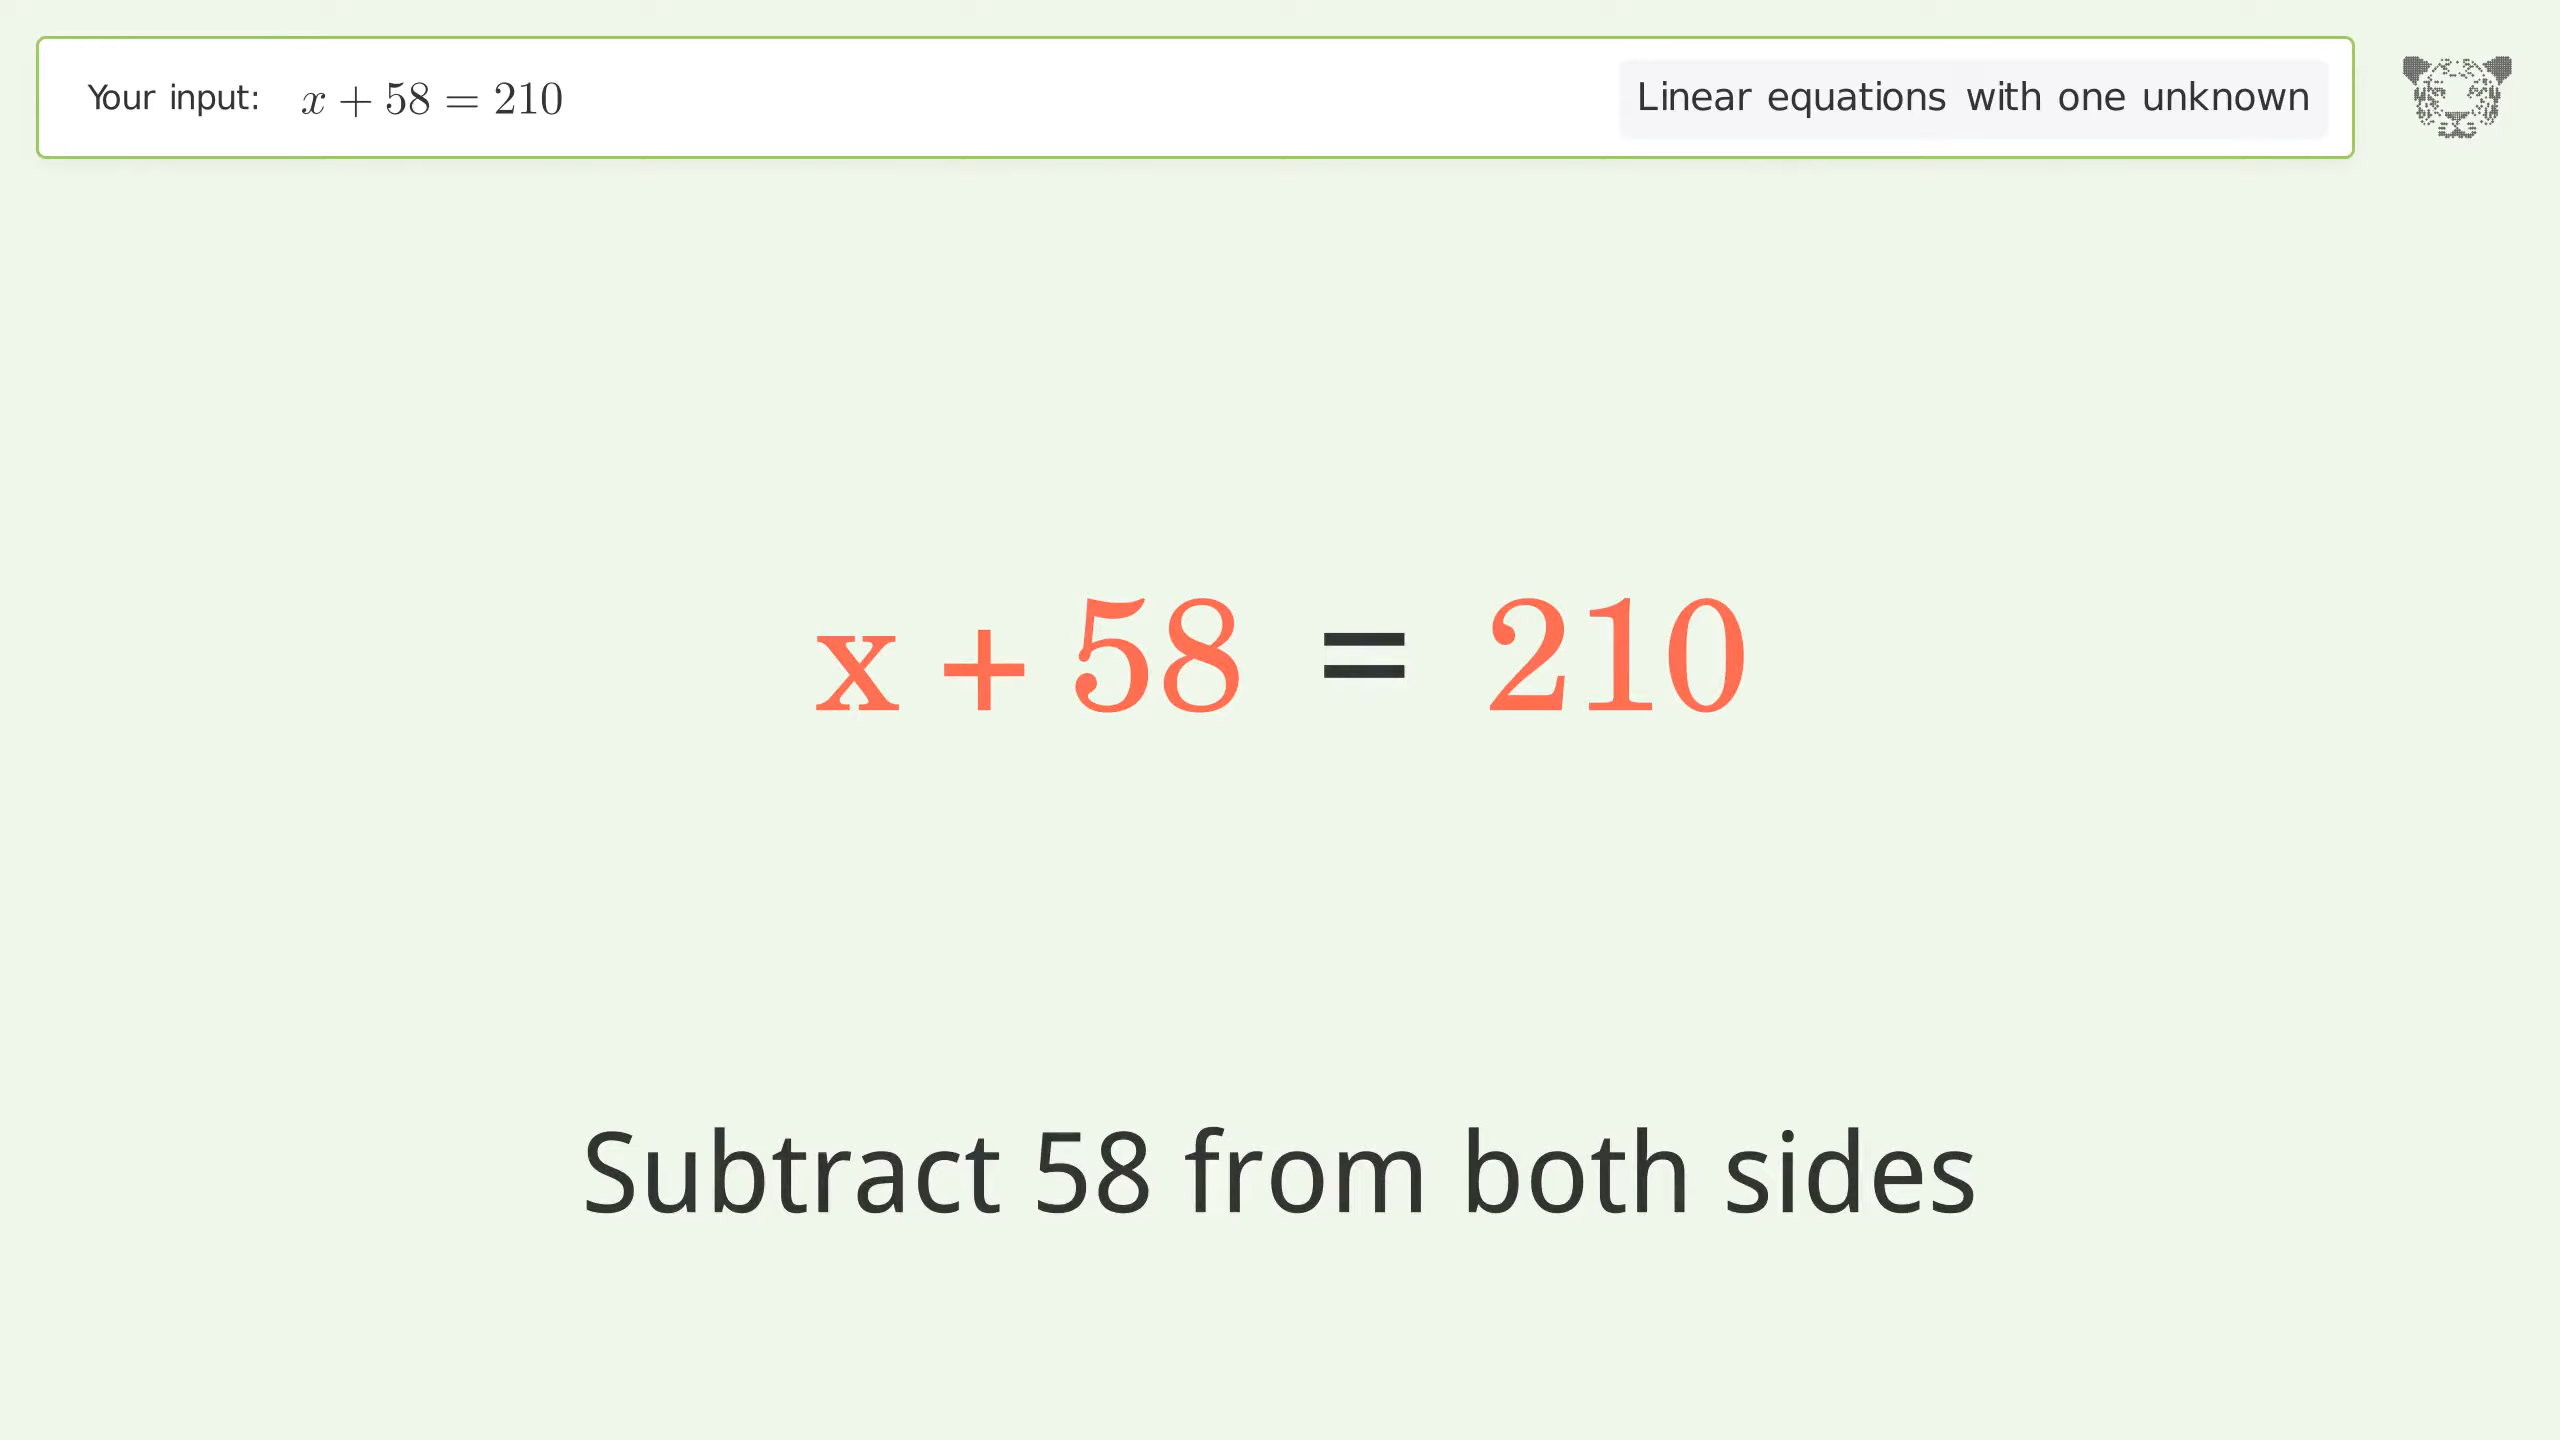 Your input: x + 58 = 210
Linear equations with one unknown
x + 58 = 210
Subtract 58 from both sides